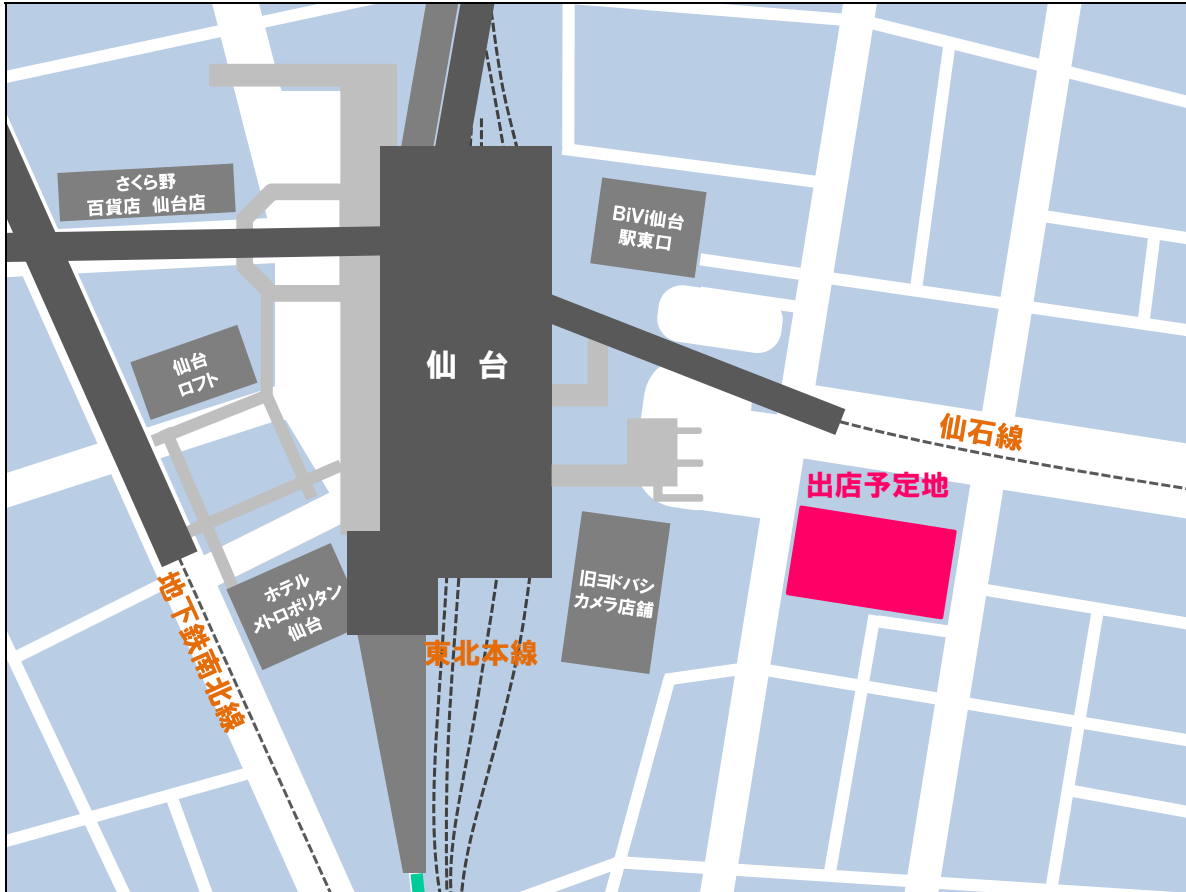 さくら野
百貨店 仙台店
BiVi仙台
駅東口
仙台
ロフト
仙 台
仙石線
出店予定地
ホテル
メトロポリタン
仙台
旧ヨドバシ
カメラ店舗
地下鉄南北線
東北本線